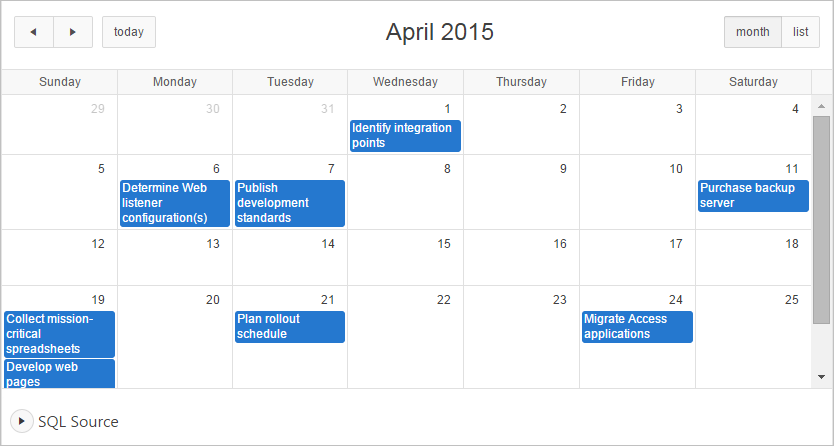 today
April 2015
month list
Sunday Monday Tuesday Wednesday Thursday Friday Saturday
29 30 31 1 2 3 4
Identify integration
points
5 6 7 8 9 10 11
Determine Web
listener
configuration(s)
Publish
development
standards
Purchase backup
server
12 13 14 15 16 17 18
19 20 21 22 23 24 25
Collect mission-
critical
spreadsheets
Develop web
pages
Plan rollout
schedule
Migrate Access
applications
SQL Source